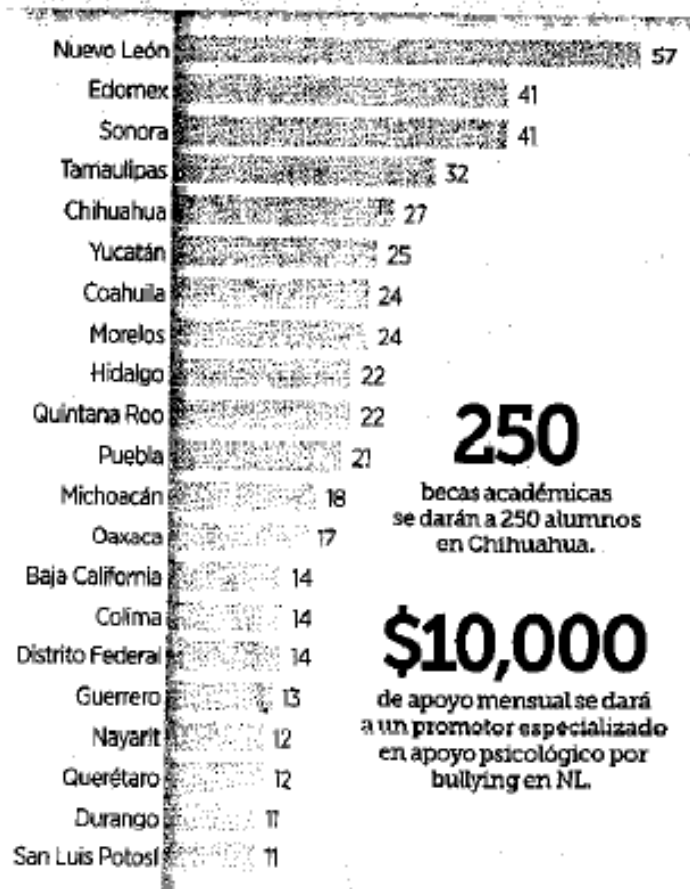 Nuevo León 57
Edomex 41
Sonora 41
Tamaulipas 32
Chihuahua 27
Yucatán 25
Coahuila 24
Morelos 24
Hidalgo 22
Quintana Roo 22
Puebla 21
Michoacán 18
Oaxaca 17
Baja California 14
Colima 14
Distrito Federal 14
Guerrero 13
Nayarit 12
Querétaro 12
Durango 11
San Luis Potosí 11
250
becas académicas
se darán a 250 alumnos
en Chihuahua.
$10,000
de apoyo mensual se dará
a un promotor especializado
en apoyo psicológico por
bullying en NL.